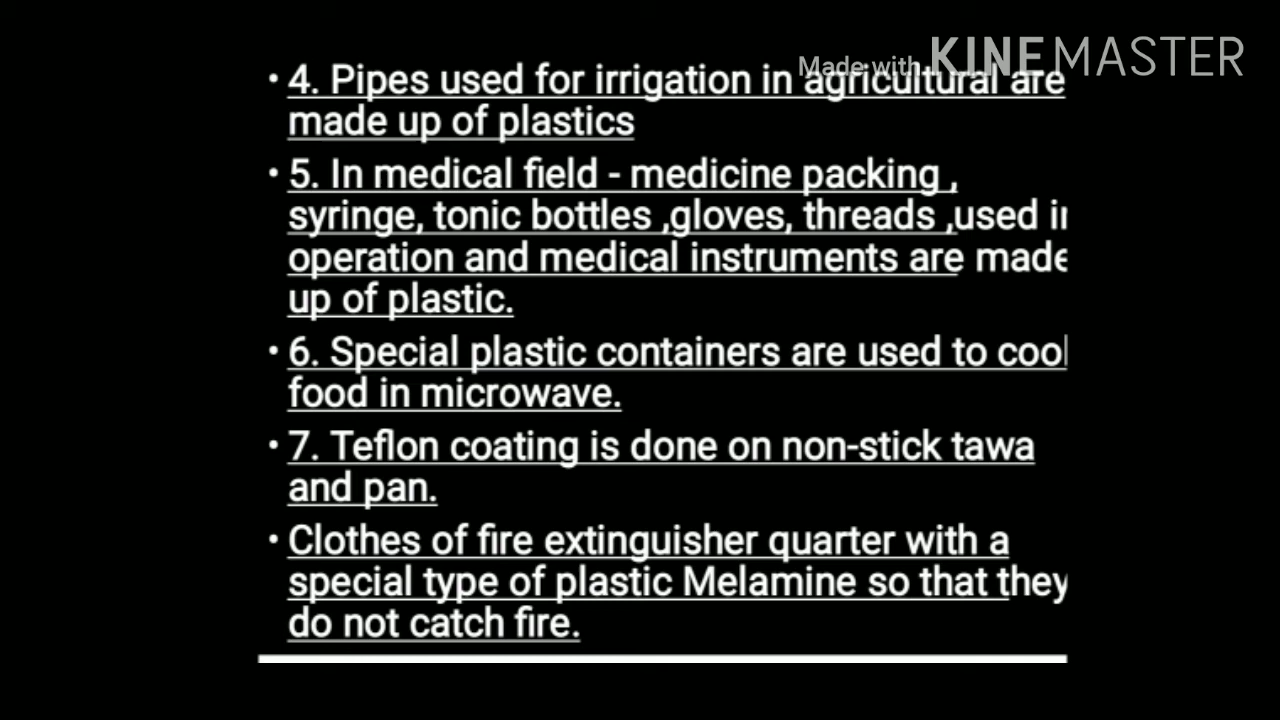 Made with KINEMASTER
• 4. Pipes used for irrigation in agricultural are
made up of plastics
• 5. In medical field - medicine packing ,
syringe, tonic bottles ,gloves, threads ,used in
operation and medical instruments are made
up of plastic.
• 6. Special plastic containers are used to cook
food in microwave.
• 7. Teflon coating is done on non-stick tawa
and pan.
• Clothes of fire extinguisher quarter with a
special type of plastic Melamine so that they
do not catch fire.